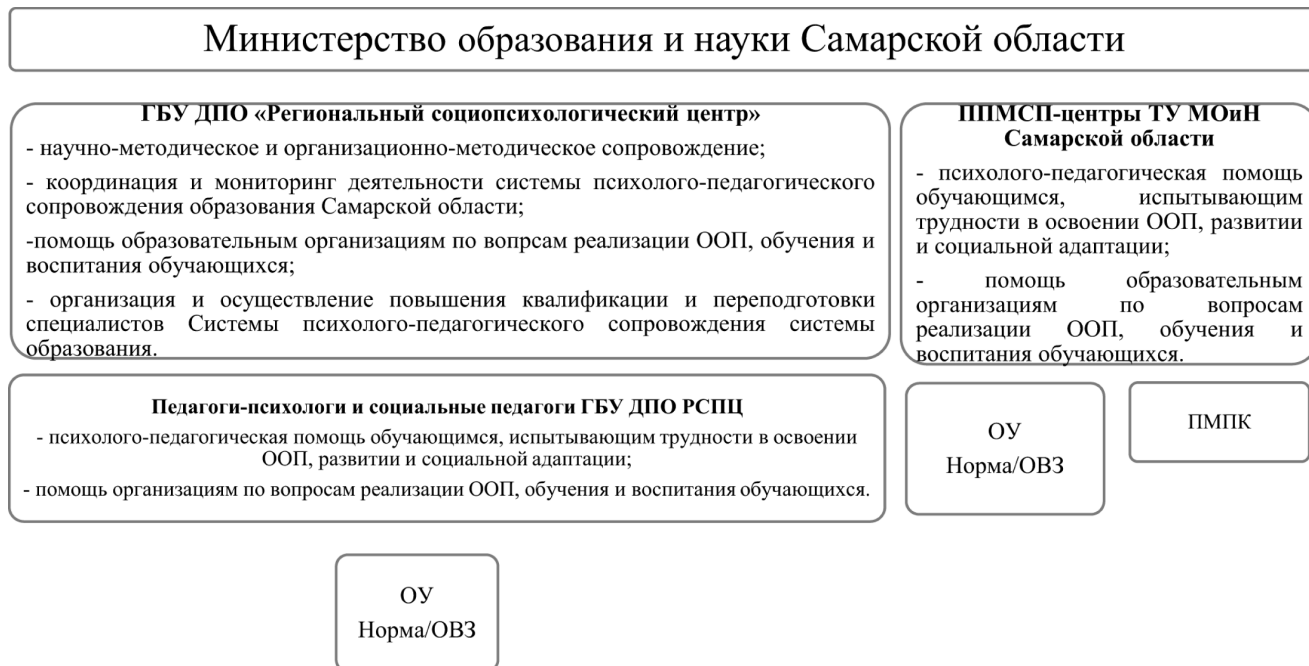 Министерство образования и науки Самарской области
ГБУ ДПО «Региональный социопсихологический центр»
- научно-методическое и организационно-методическое сопровождение;
- координация и мониторинг деятельности системы психолого-педагогического
сопровождения образования Самарской области;
-помощь образовательным организациям по вопрсам реализации ООП, обучения и
воспитания обучающихся;
- организация и осуществление повышения квалификации и переподготовки
специалистов Системы психолого-педагогического сопровождения системы
образования.
ППМСП-центры ТУ МОиН
Самарской области
- психолого-педагогическая помощь
обучающимся, испытывающим
трудности в освоении ООП, развитии
и социальной адаптации;
- помощь образовательным
организациям по вопросам
реализации ООП, обучения и
воспитания обучающихся.
Педагоги-психологи и социальные педагоги ГБУ ДПО РСПЦ
- психолого-педагогическая помощь обучающимся, испытывающим трудности в освоении
ООП, развитии и социальной адаптации;
- помощь организациям по вопросам реализации ООП, обучения и воспитания обучающихся.
ОУ
Норма/ОВЗ
ПМПК
ОУ
Норма/ОВЗ